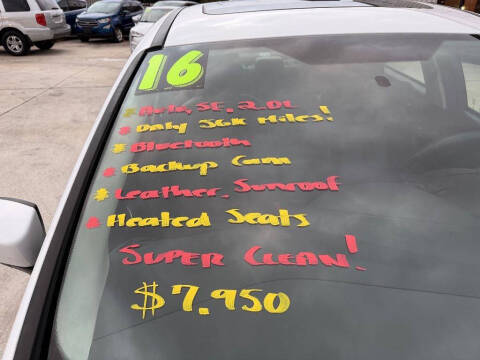 16
* Auto, SE, 2.0L
* Only 56K Miles!
* Bluetooth
* Backup Cam
* Leather, Sunroof
* Heated Seats
SUPER CLEAN!
$7,950